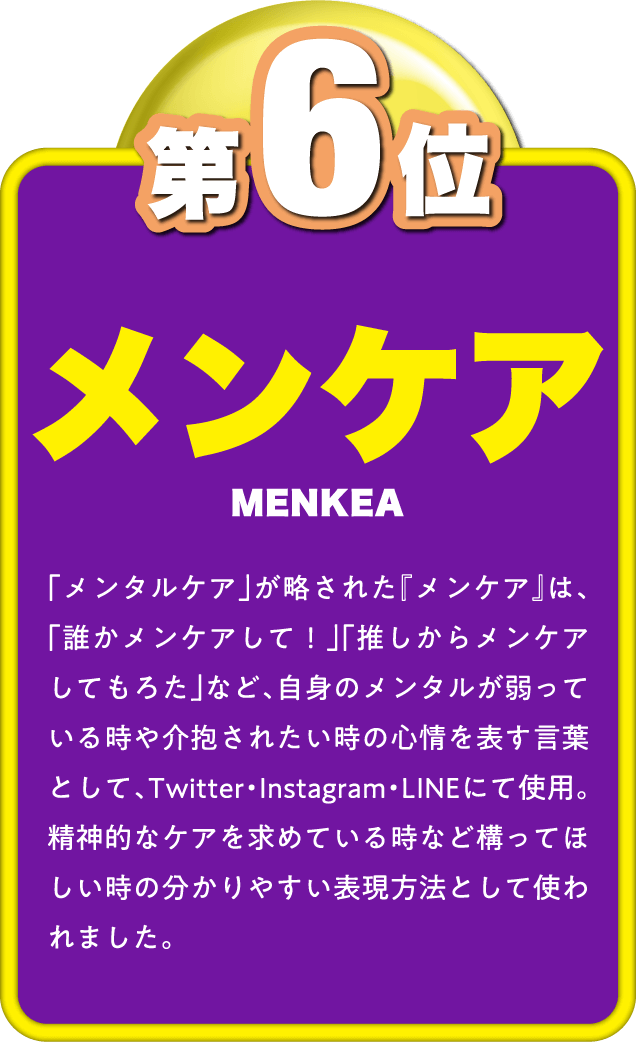 第6位
メンケア
MENKEA
「メンタルケア」が略された『メンケア』は、
「誰かメンケアして！」「推しからメンケア
してもろた」など、自身のメンタルが弱って
いる時や介抱されたい時の心情を表す言葉
として、Twitter・Instagram・LINEにて使用。
精神的なケアを求めている時など構ってほ
しい時の分かりやすい表現方法として使わ
れました。